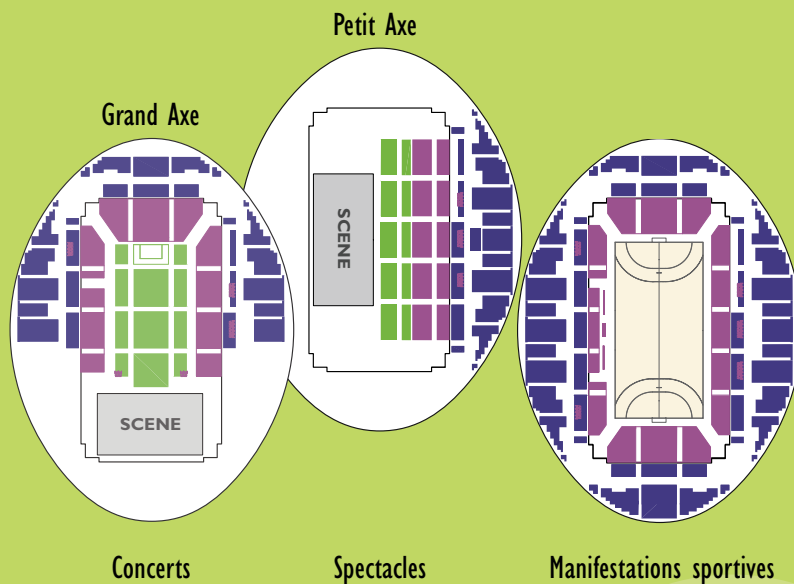 Petit Axe
Grand Axe
SCENE
SCENE
Concerts
Spectacles
Manifestations sportives